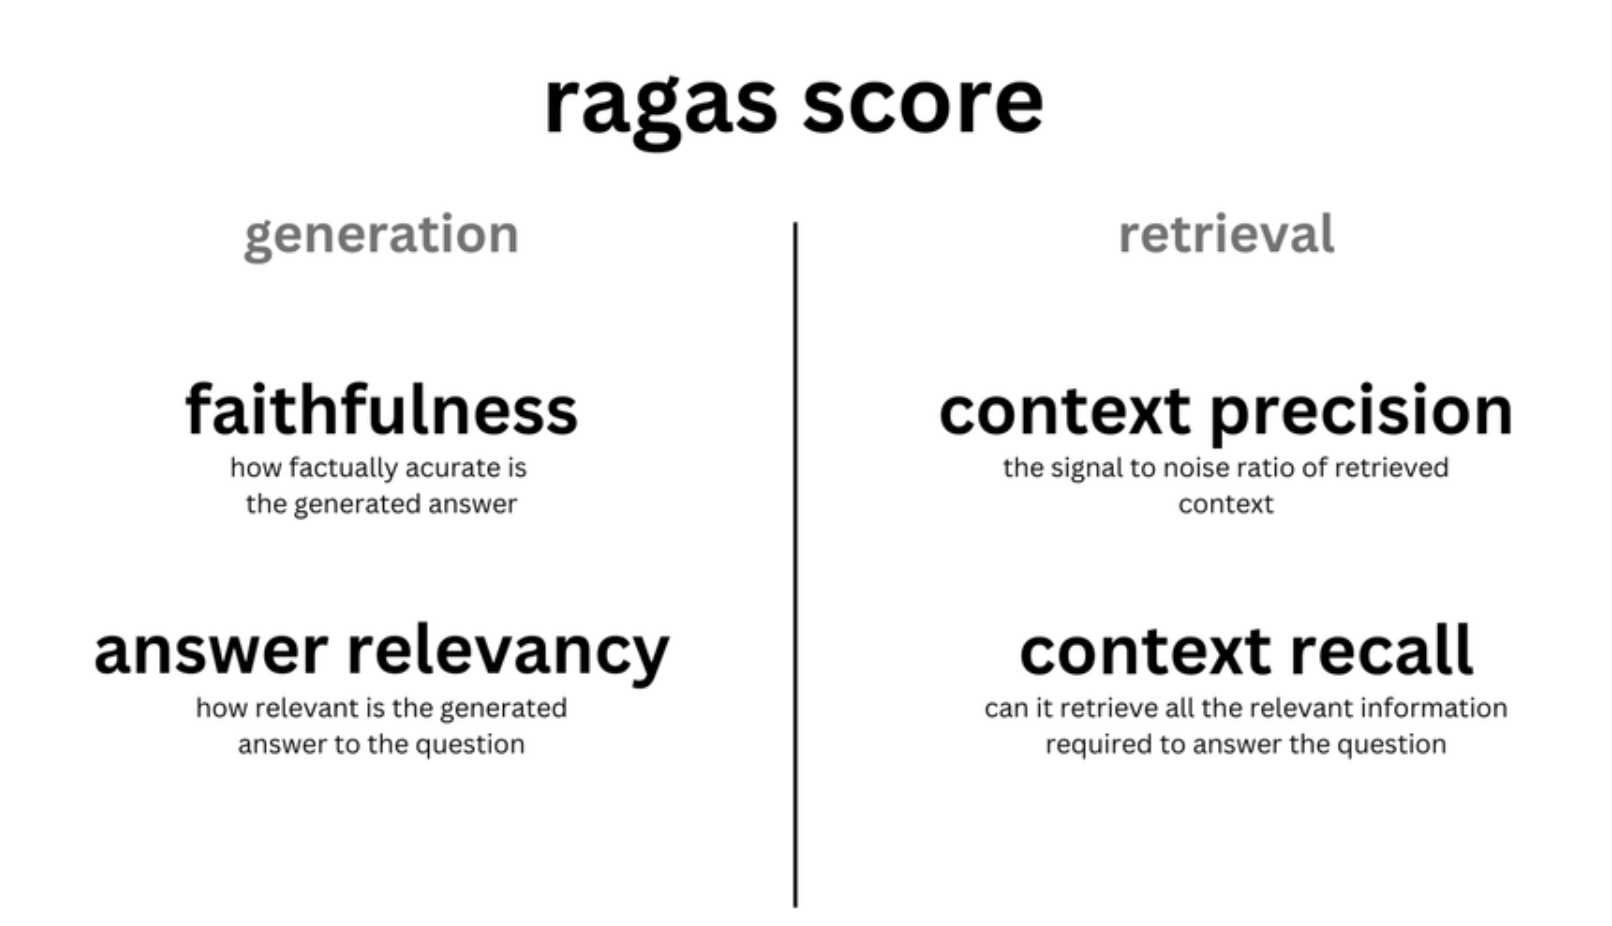 ragas score
generation
faithfulness
how factually acurate is
the generated answer
answer relevancy
how relevant is the generated
answer to the question
retrieval
context precision
the signal to noise ratio of retrieved
context
context recall
can it retrieve all the relevant information
required to answer the question